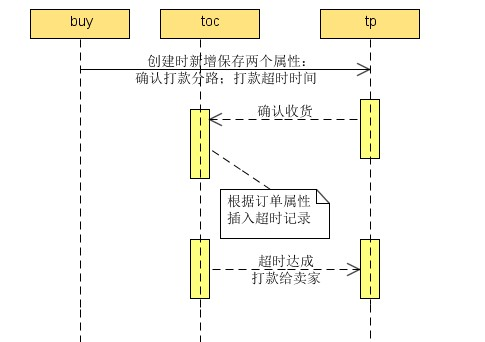 buy
toc
tp
创建时新增保存两个属性：
确认打款分路；打款超时时间
确认收货
根据订单属性
插入超时记录
超时达成
打款给卖家